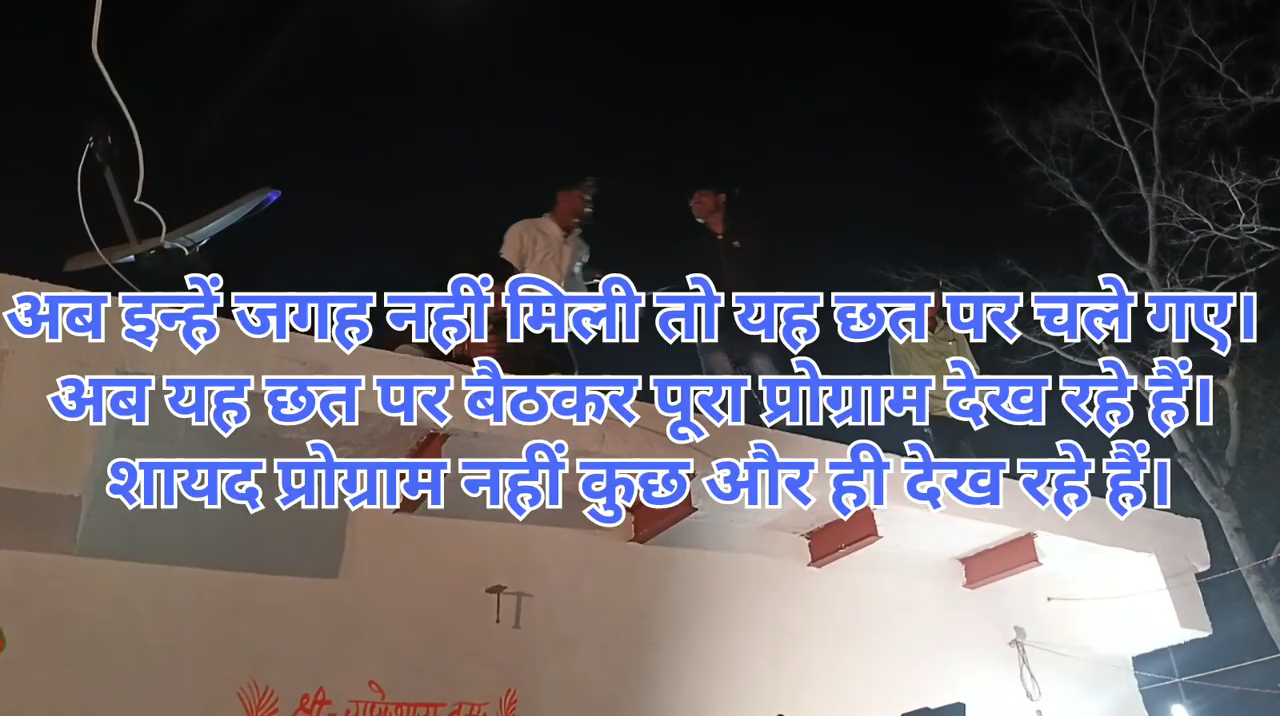 अब इन्हें जगह नहीं मिली तो यह छत पर चले गए।
अब यह छत पर बैठकर पूरा प्रोग्राम देख रहे हैं।
शायद प्रोग्राम नहीं कुछ और ही देख रहे हैं।
श्री